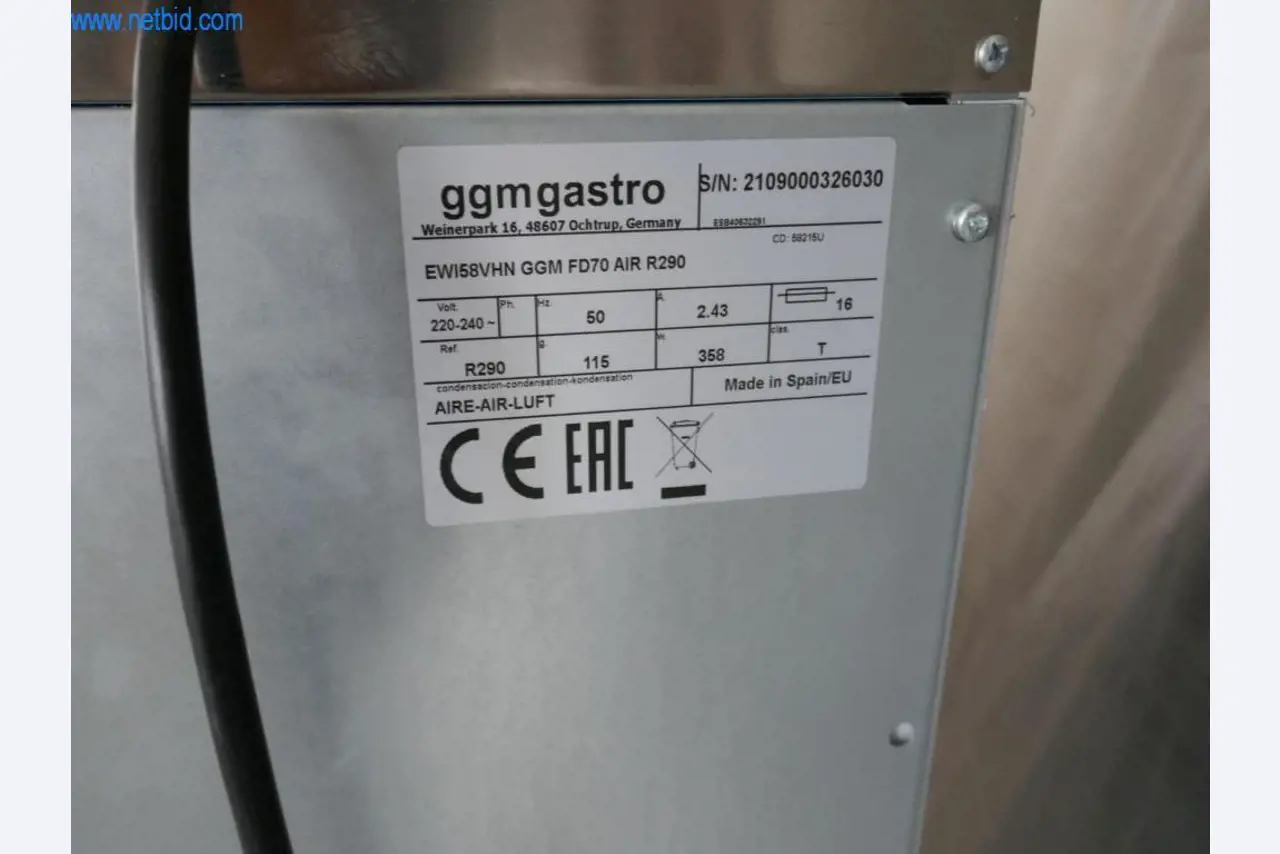 www.netbid.com
ggmgastro
Weinerpark 16, 48607 Ochtrup, Germany
S/N: 2109000326030
CD: 59215U
EWI58VHN GGM FD70 AIR R290
Volt. Ph. Hz. A.
220-240~ 50 2.43 16
Ref. g. W. clas.
R290 115 358 T
condensacion-condensation-kondensation
AIRE-AIR-LUFT
Made in Spain/EU
CE EAC